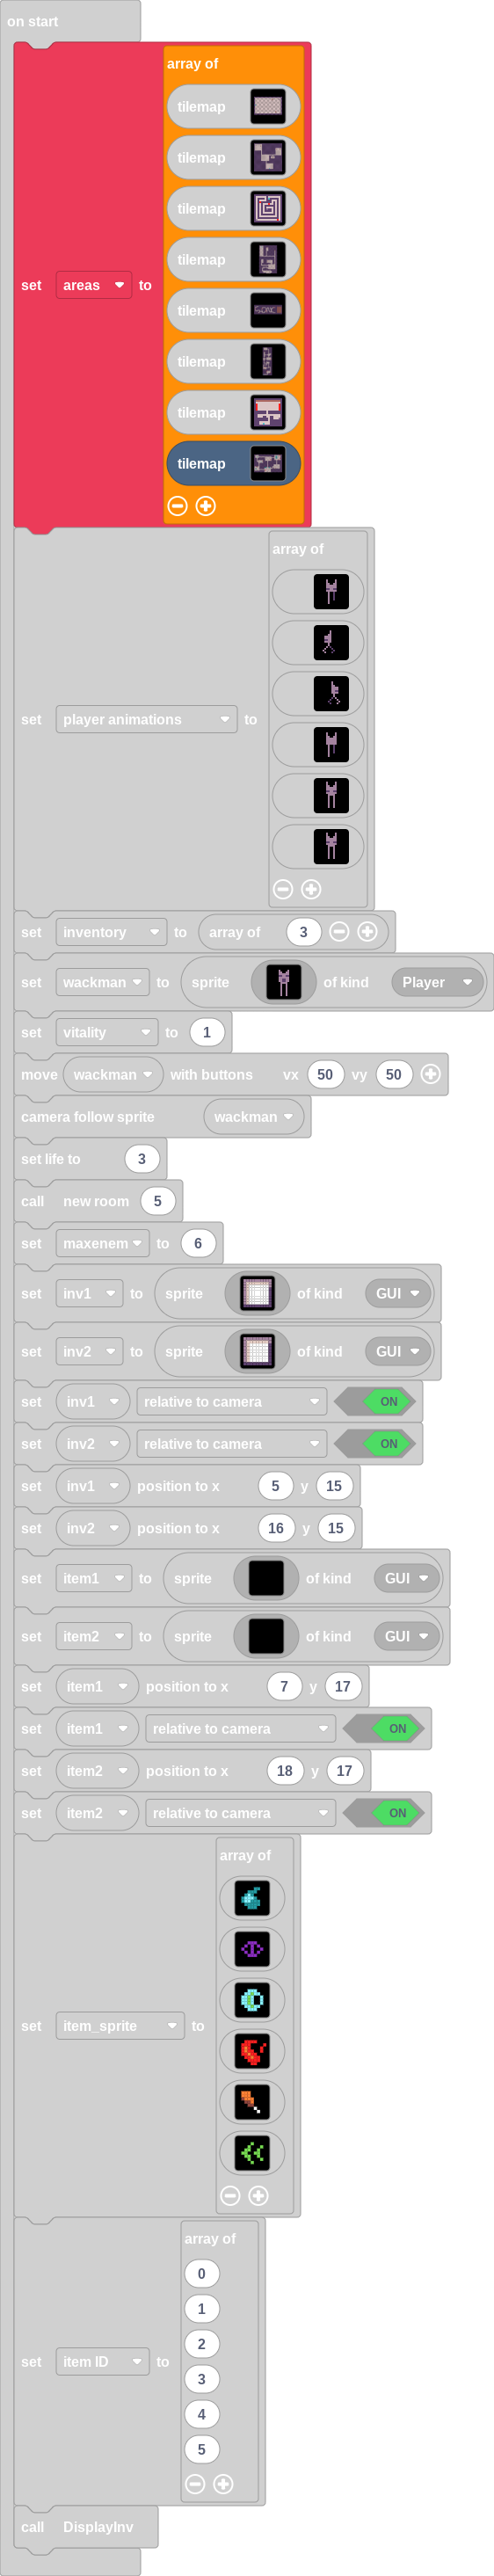 on start
array of
tilemap
tilemap
tilemap
tilemap
set areas to
tilemap
tilemap
tilemap
tilemap
array of
set player animations to
set inventory to array of 3
set wackman to sprite of kind Player
set vitality to 1
move wackman with buttons vx 50 vy 50
camera follow sprite wackman
set life to 3
call new room 5
set maxenem to 6
set inv1 to sprite of kind GUI
set inv2 to sprite of kind GUI
set inv1 relative to camera ON
set inv2 relative to camera ON
set inv1 position to x 5 y 15
set inv2 position to x 16 y 15
set item1 to sprite of kind GUI
set item2 to sprite of kind GUI
set item1 position to x 7 y 17
set item1 relative to camera ON
set item2 position to x 18 y 17
set item2 relative to camera ON
array of
set item_sprite to
array of
0
1
2
set item ID to
3
4
5
call DisplayInv